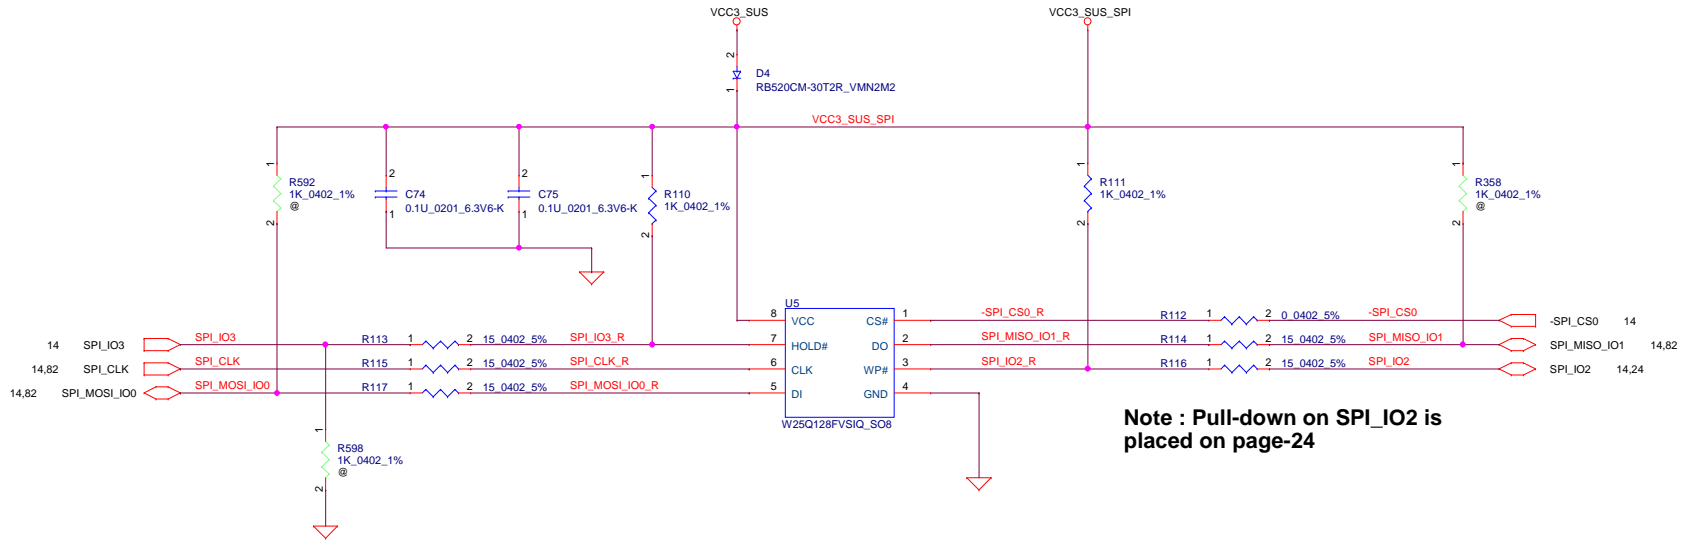 VCC3_SUS
VCC3_SUS_SPI
2
D4
RB520CM-30T2R_VMN2M2
1
VCC3_SUS_SPI
1
R592
1K_0402_1%
@
2
2
C74
0.1U_0201_6.3V6-K
1
2
C75
0.1U_0201_6.3V6-K
1
1
R110
1K_0402_1%
2
1
R111
1K_0402_1%
2
1
R358
1K_0402_1%
@
2
U5
8 VCC CS# 1
7 HOLD# DO 2
6 CLK WP# 3
5 DI GND 4
W25Q128FVSIQ_SO8
14 SPI_IO3 SPI_IO3 R113 1 2 15_0402_5% SPI_IO3_R
14,82 SPI_CLK SPI_CLK R115 1 2 15_0402_5% SPI_CLK_R
14,82 SPI_MOSI_IO0 SPI_MOSI_IO0 R117 1 2 15_0402_5% SPI_MOSI_IO0_R
-SPI_CS0_R R112 1 2 0_0402_5% -SPI_CS0 -SPI_CS0 14
SPI_MISO_IO1_R R114 1 2 15_0402_5% SPI_MISO_IO1 SPI_MISO_IO1 14,82
SPI_IO2_R R116 1 2 15_0402_5% SPI_IO2 SPI_IO2 14,24
1
R598
1K_0402_1%
@
2
Note : Pull-down on SPI_IO2 is
placed on page-24